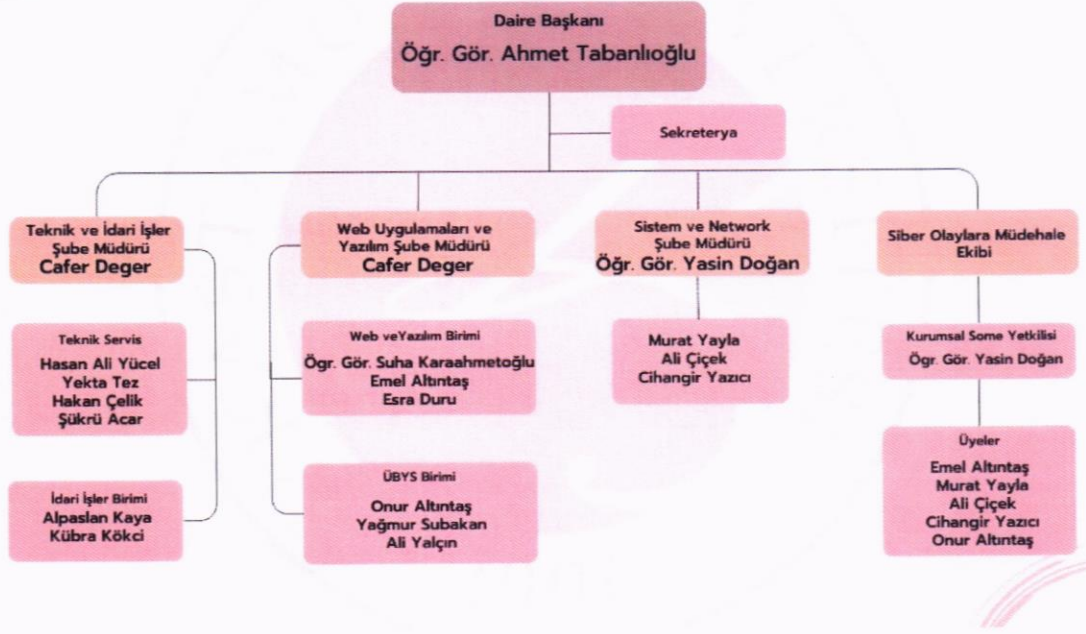 Daire Başkanı
Öğr. Gör. Ahmet Tabanlıoğlu
Sekreterya
Teknik ve İdari İşler
Şube Müdürü
Cafer Deger
Teknik Servis
Hasan Ali Yücel
Yekta Tez
Hakan Çelik
Şükrü Acar
İdari İşler Birimi
Alpaslan Kaya
Kübra Kökci
Web Uygulamaları ve
Yazılım Şube Müdürü
Cafer Deger
Web veYazılım Birimi
Ögr. Gör. Suha Karaahmetoğlu
Emel Altıntaş
Esra Duru
ÜBYS Birimi
Onur Altıntaş
Yağmur Subakan
Ali Yalçın
Sistem ve Network
Şube Müdürü
Öğr. Gör. Yasin Doğan
Murat Yayla
Ali Çiçek
Cihangir Yazıcı
Siber Olaylara Müdehale
Ekibi
Kurumsal Some Yetkilisi
Ögr. Gör. Yasin Doğan
Üyeler
Emel Altıntaş
Murat Yayla
Ali Çiçek
Cihangir Yazıcı
Onur Altıntaş